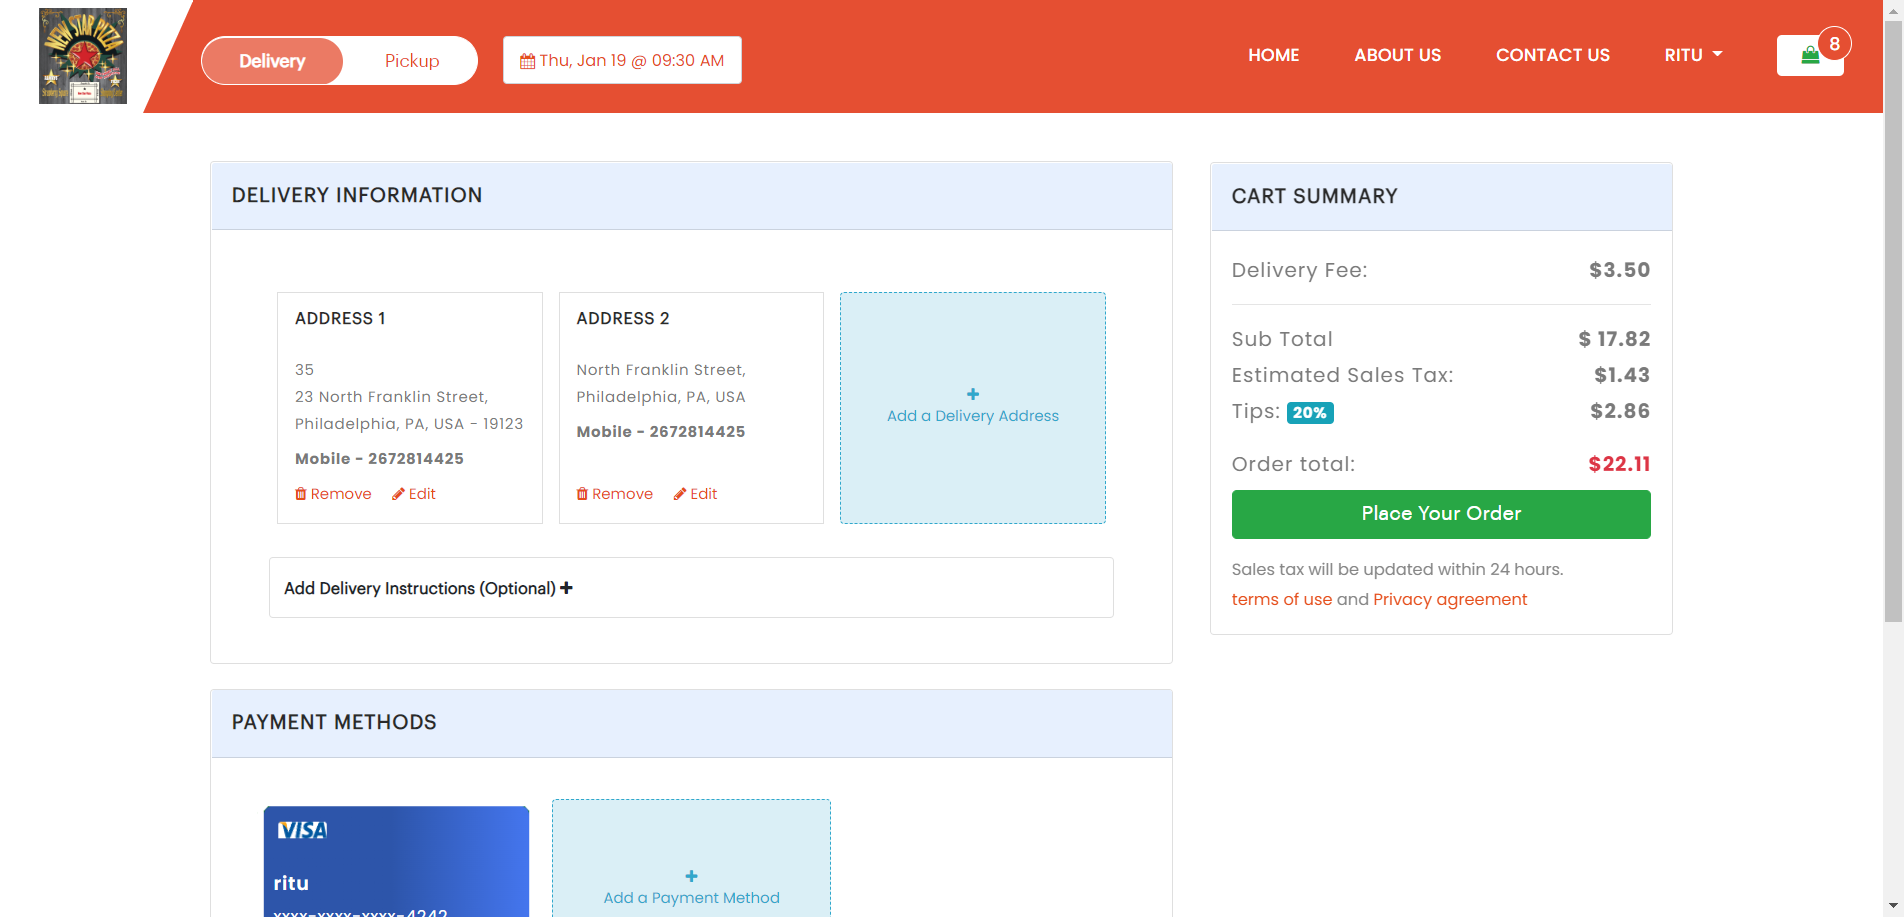 NEW STAR PIZZA
Delivery
Pickup
Thu, Jan 19 @ 09:30 AM
HOME
ABOUT US
CONTACT US
RITU
8
DELIVERY INFORMATION
ADDRESS 1
35
23 North Franklin Street,
Philadelphia, PA, USA - 19123
Mobile - 2672814425
Remove
Edit
ADDRESS 2
North Franklin Street,
Philadelphia, PA, USA
Mobile - 2672814425
Remove
Edit
Add a Delivery Address
Add Delivery Instructions (Optional)
CART SUMMARY
Delivery Fee: $3.50
Sub Total $ 17.82
Estimated Sales Tax: $1.43
Tips: 20% $2.86
Order total: $22.11
Place Your Order
Sales tax will be updated within 24 hours.
terms of use and Privacy agreement
PAYMENT METHODS
VISA
ritu
xxxx-xxxx-xxxx-4242
Add a Payment Method